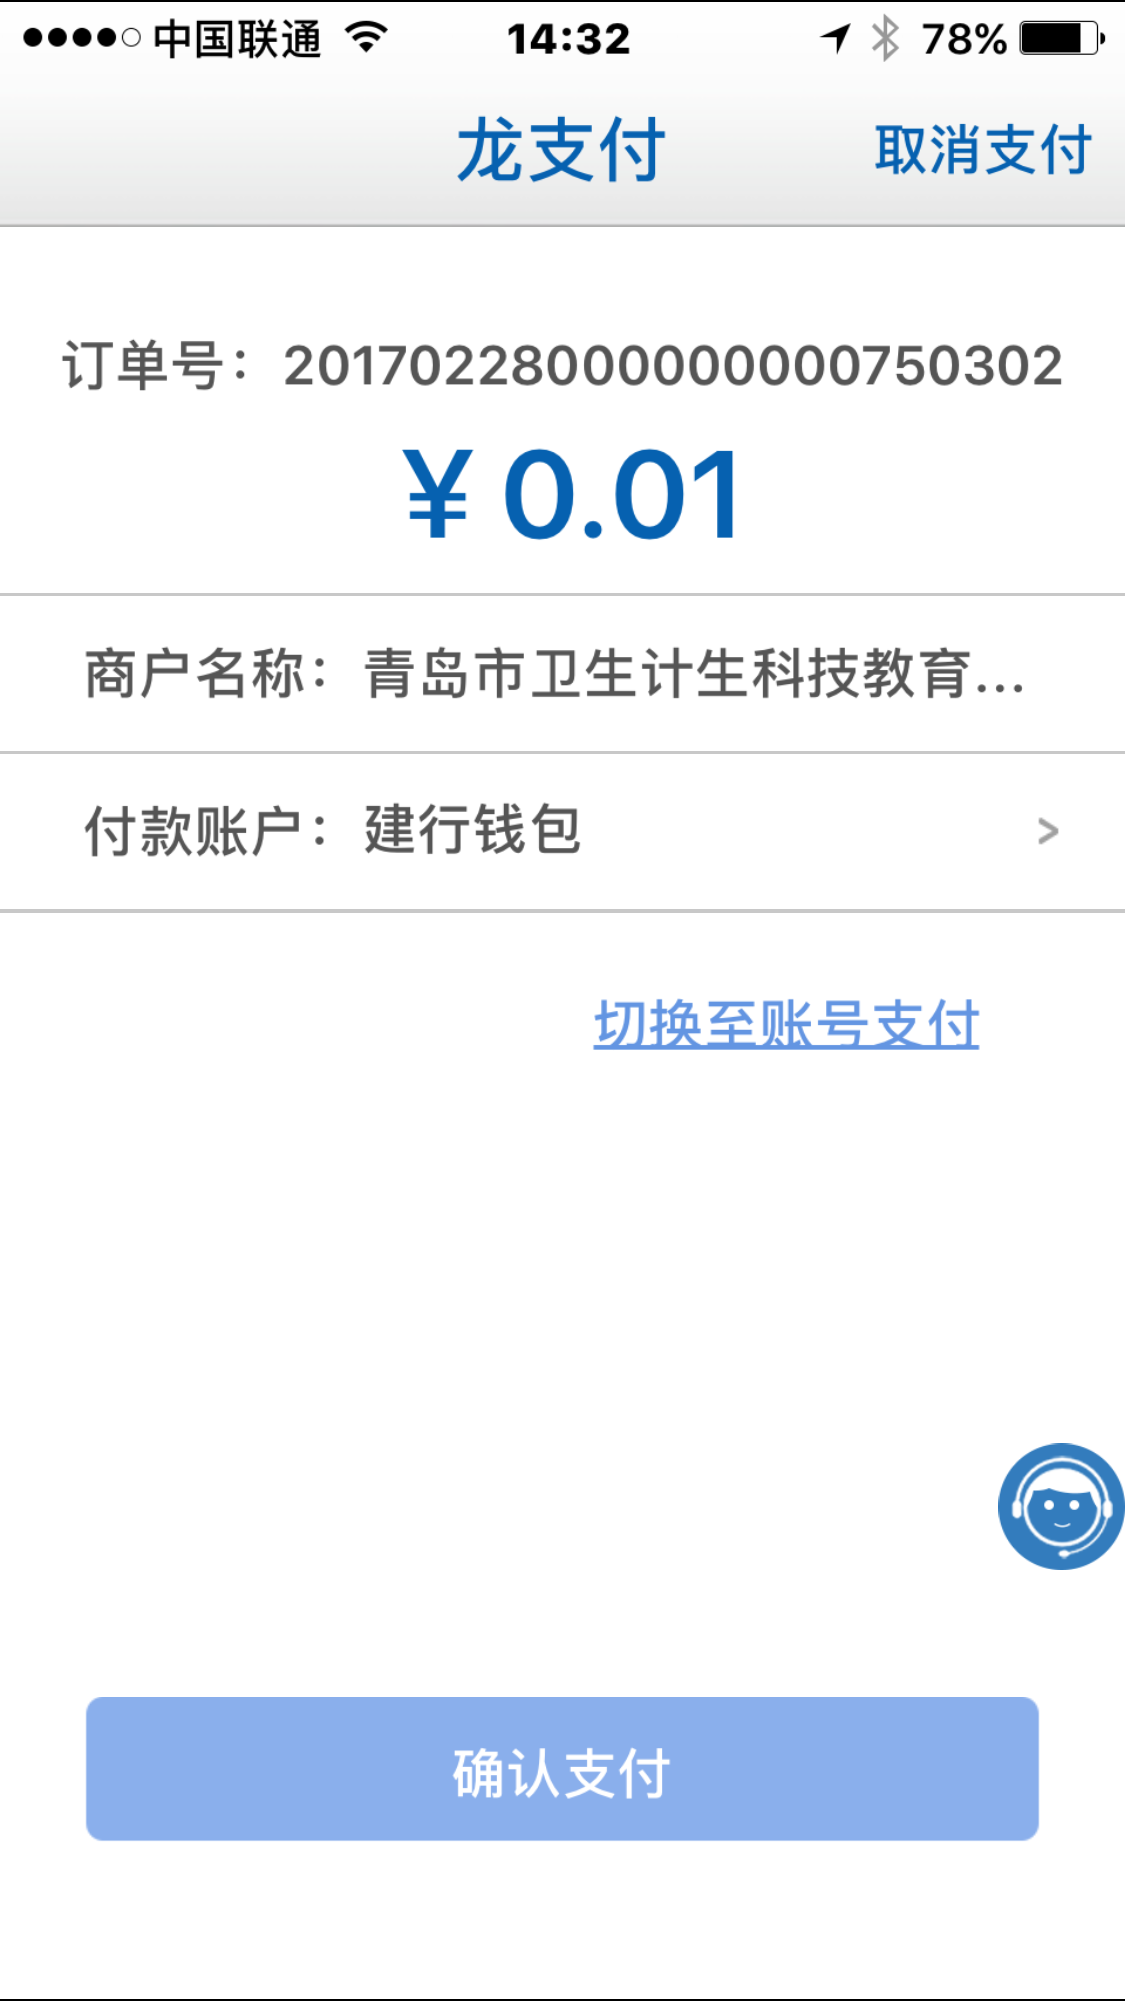 中国联通 14:32 78%
龙支付 取消支付
订单号：2017022800000000750302
¥ 0.01
商户名称：青岛市卫生计生科技教育...
付款账户：建行钱包 >
切换至账号支付
确认支付